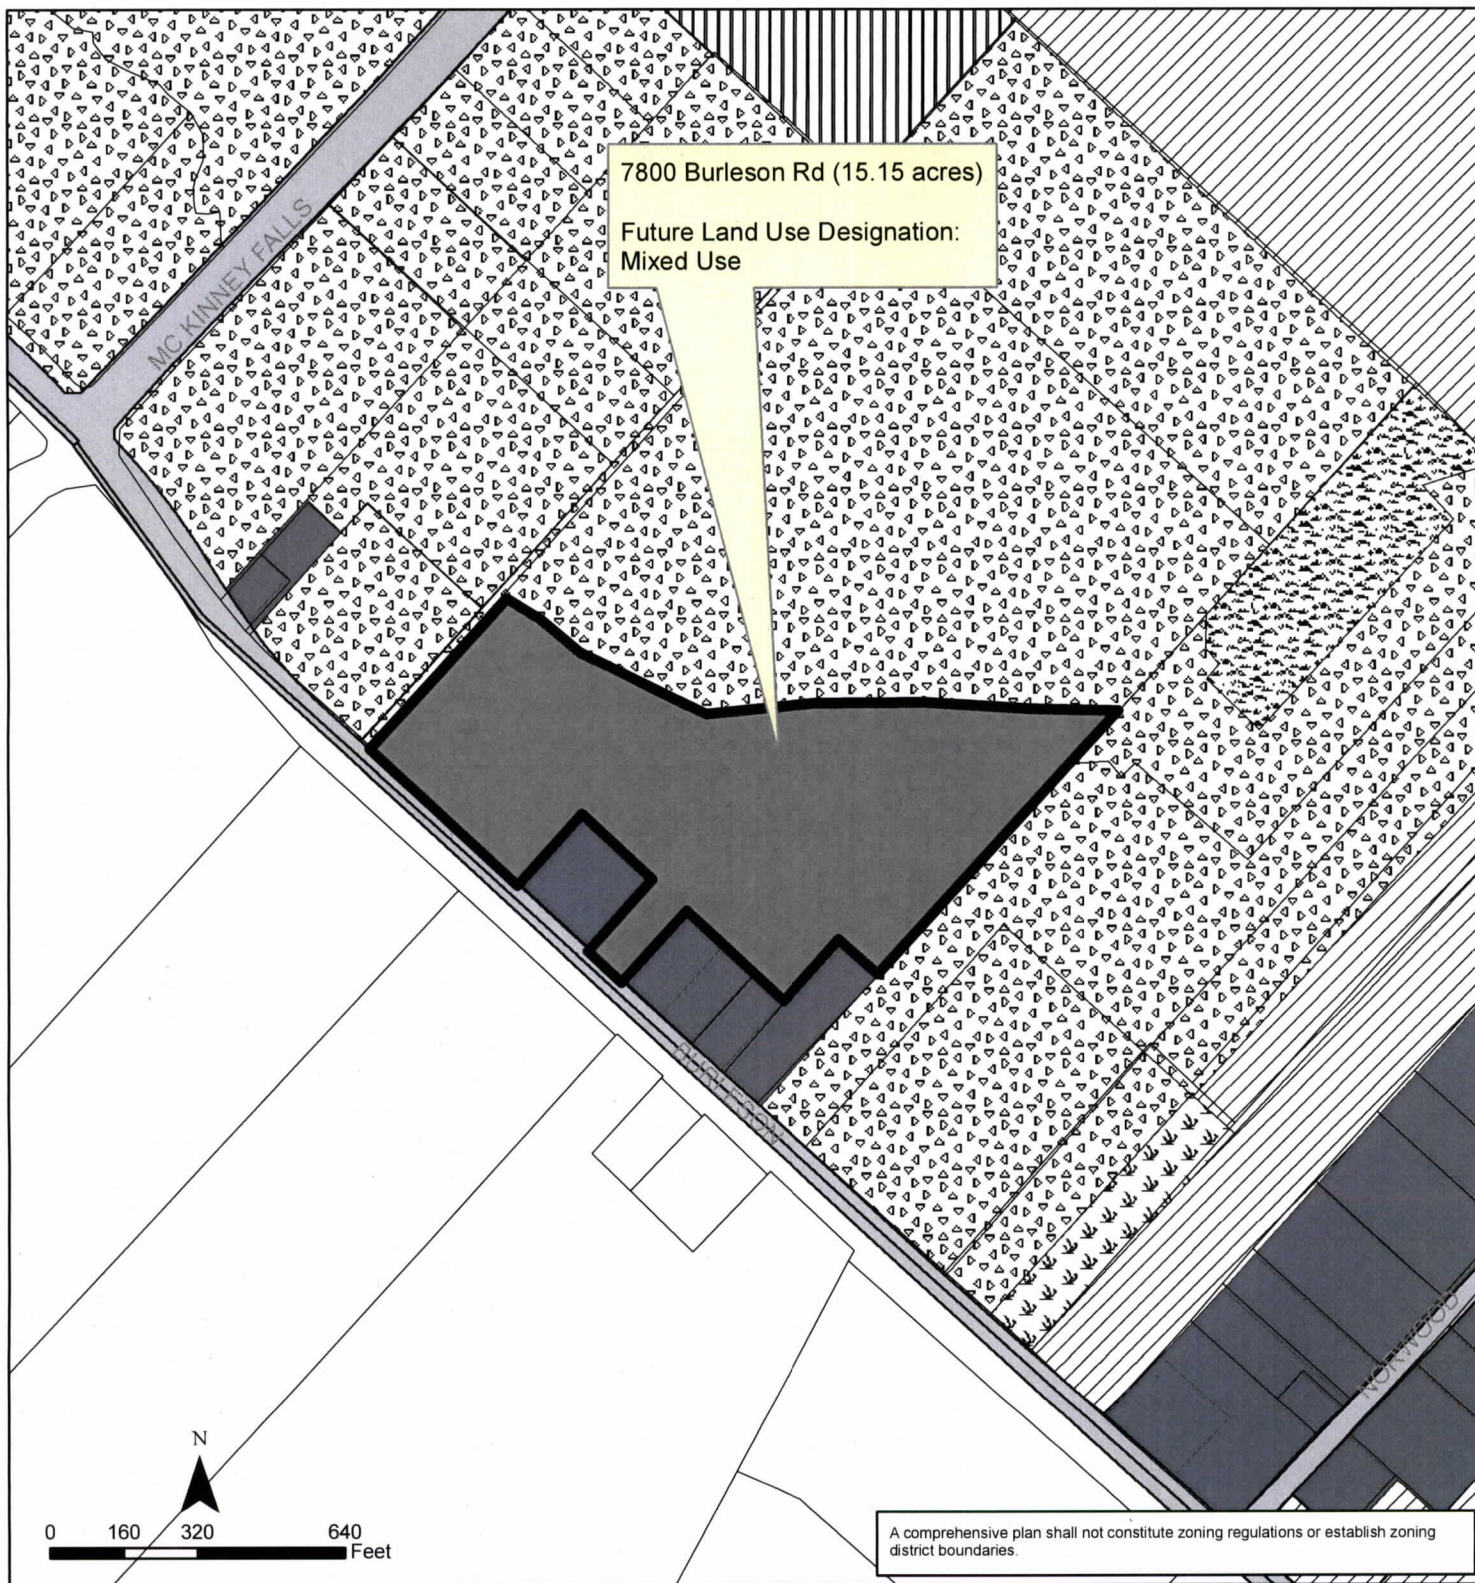 7800 Burleson Rd (15.15 acres)
Future Land Use Designation:
Mixed Use
MC KINNEY FALLS
BURLESON
NORWOOD
N
0 160 320 640
Feet
A comprehensive plan shall not constitute zoning regulations or establish zoning
district boundaries.